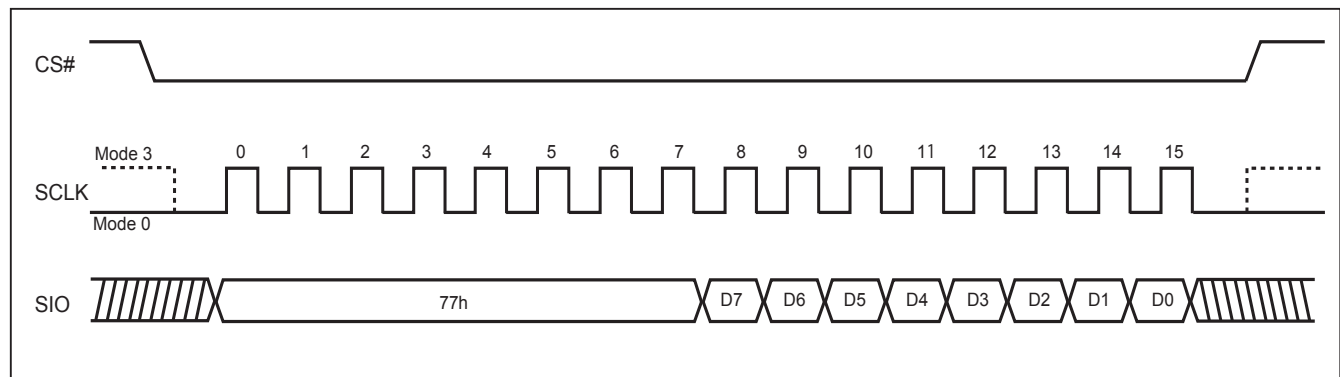 CS#
Mode 3 0 1 2 3 4 5 6 7 8 9 10 11 12 13 14 15
SCLK
Mode 0
SIO 77h D7 D6 D5 D4 D3 D2 D1 D0